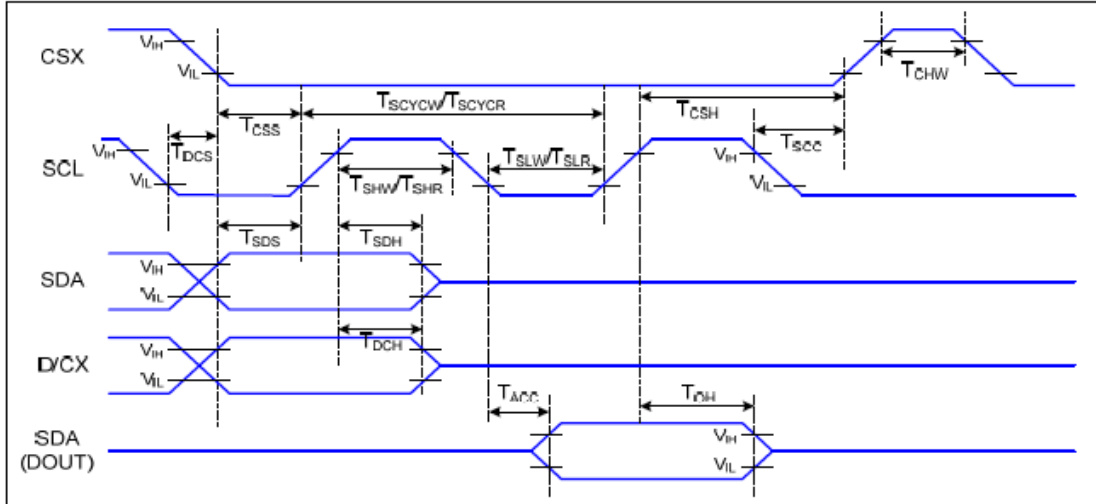 CSX
VIH
VIL
TCHW
TSCYCW/TSCYCR
TCSS
TCSH
TDCS
TSCC
SCL
VIH
VIL
TSHW/TSHR
TSLW/TSLR
VIH
VIL
TSDS
TSDH
SDA
VIH
VIL
TDCH
D/CX
VIH
VIL
TACC
TOH
SDA
(DOUT)
VIH
VIL